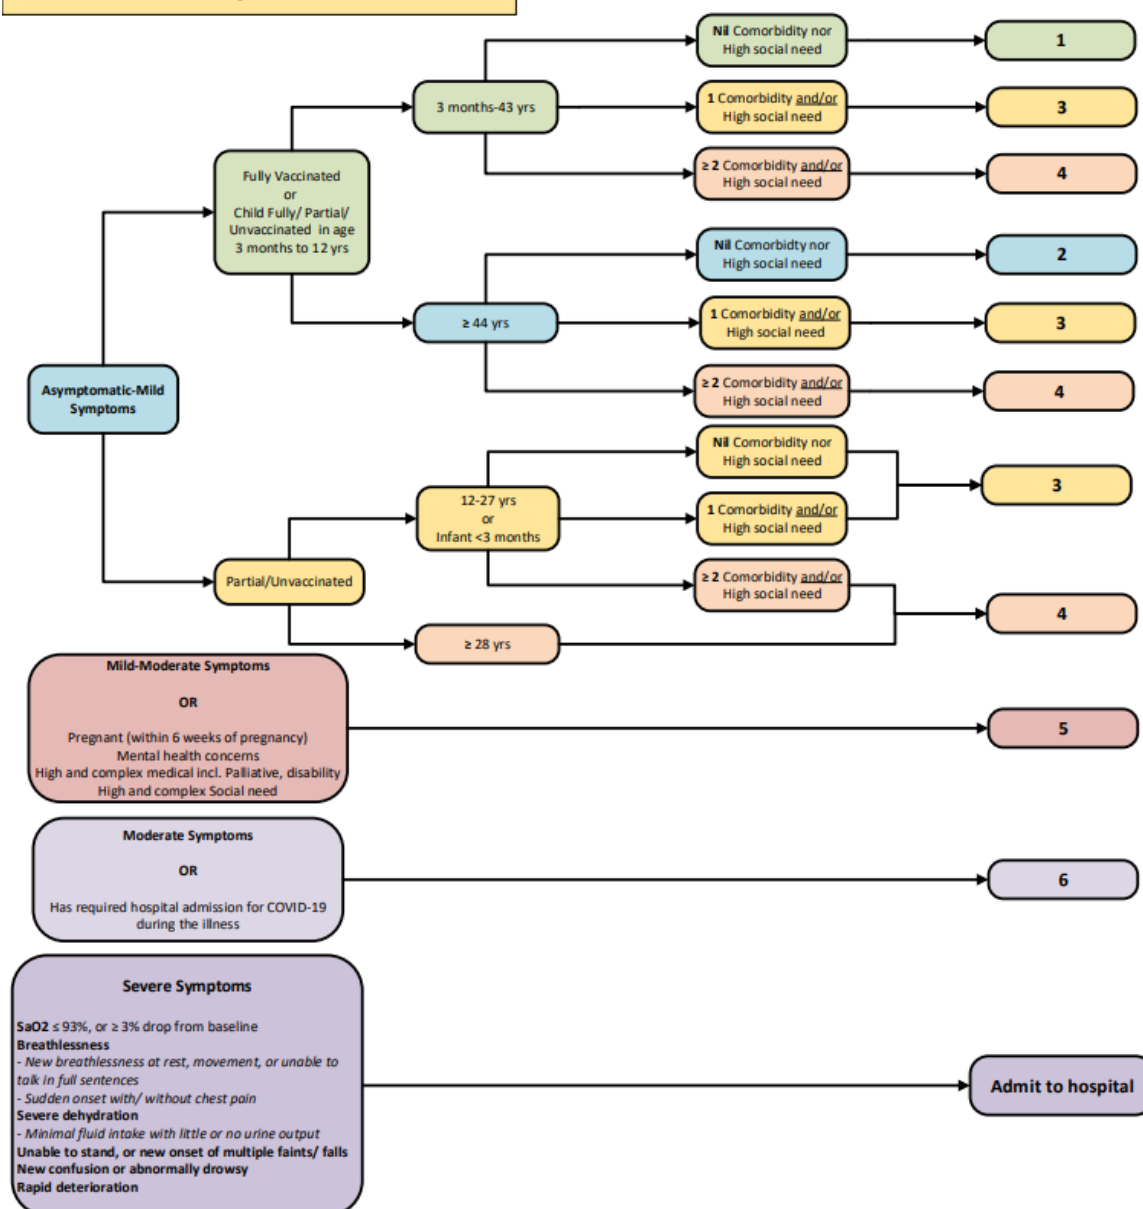 Nil Comorbidity nor
High social need
1
3 months-43 yrs
1 Comorbidity and/or
High social need
3
≥ 2 Comorbidity and/or
High social need
4
Fully Vaccinated
or
Child Fully/ Partial/
Unvaccinated in age
3 months to 12 yrs
Nil Comorbidty nor
High social need
2
≥ 44 yrs
1 Comorbidity and/or
High social need
3
≥ 2 Comorbidity and/or
High social need
4
Asymptomatic-Mild
Symptoms
Nil Comorbidity nor
High social need
12-27 yrs
or
Infant <3 months
1 Comorbidity and/or
High social need
3
Partial/Unvaccinated
≥ 2 Comorbidity and/or
High social need
≥ 28 yrs
4
Mild-Moderate Symptoms
OR
Pregnant (within 6 weeks of pregnancy)
Mental health concerns
High and complex medical incl. Palliative, disability
High and complex Social need
5
Moderate Symptoms
OR
Has required hospital admission for COVID-19
during the illness
6
Severe Symptoms
SaO2 ≤ 93%, or ≥ 3% drop from baseline
Breathlessness
- New breathlessness at rest, movement, or unable to
talk in full sentences
- Sudden onset with/ without chest pain
Severe dehydration
- Minimal fluid intake with little or no urine output
Unable to stand, or new onset of multiple faints/ falls
New confusion or abnormally drowsy
Rapid deterioration
Admit to hospital